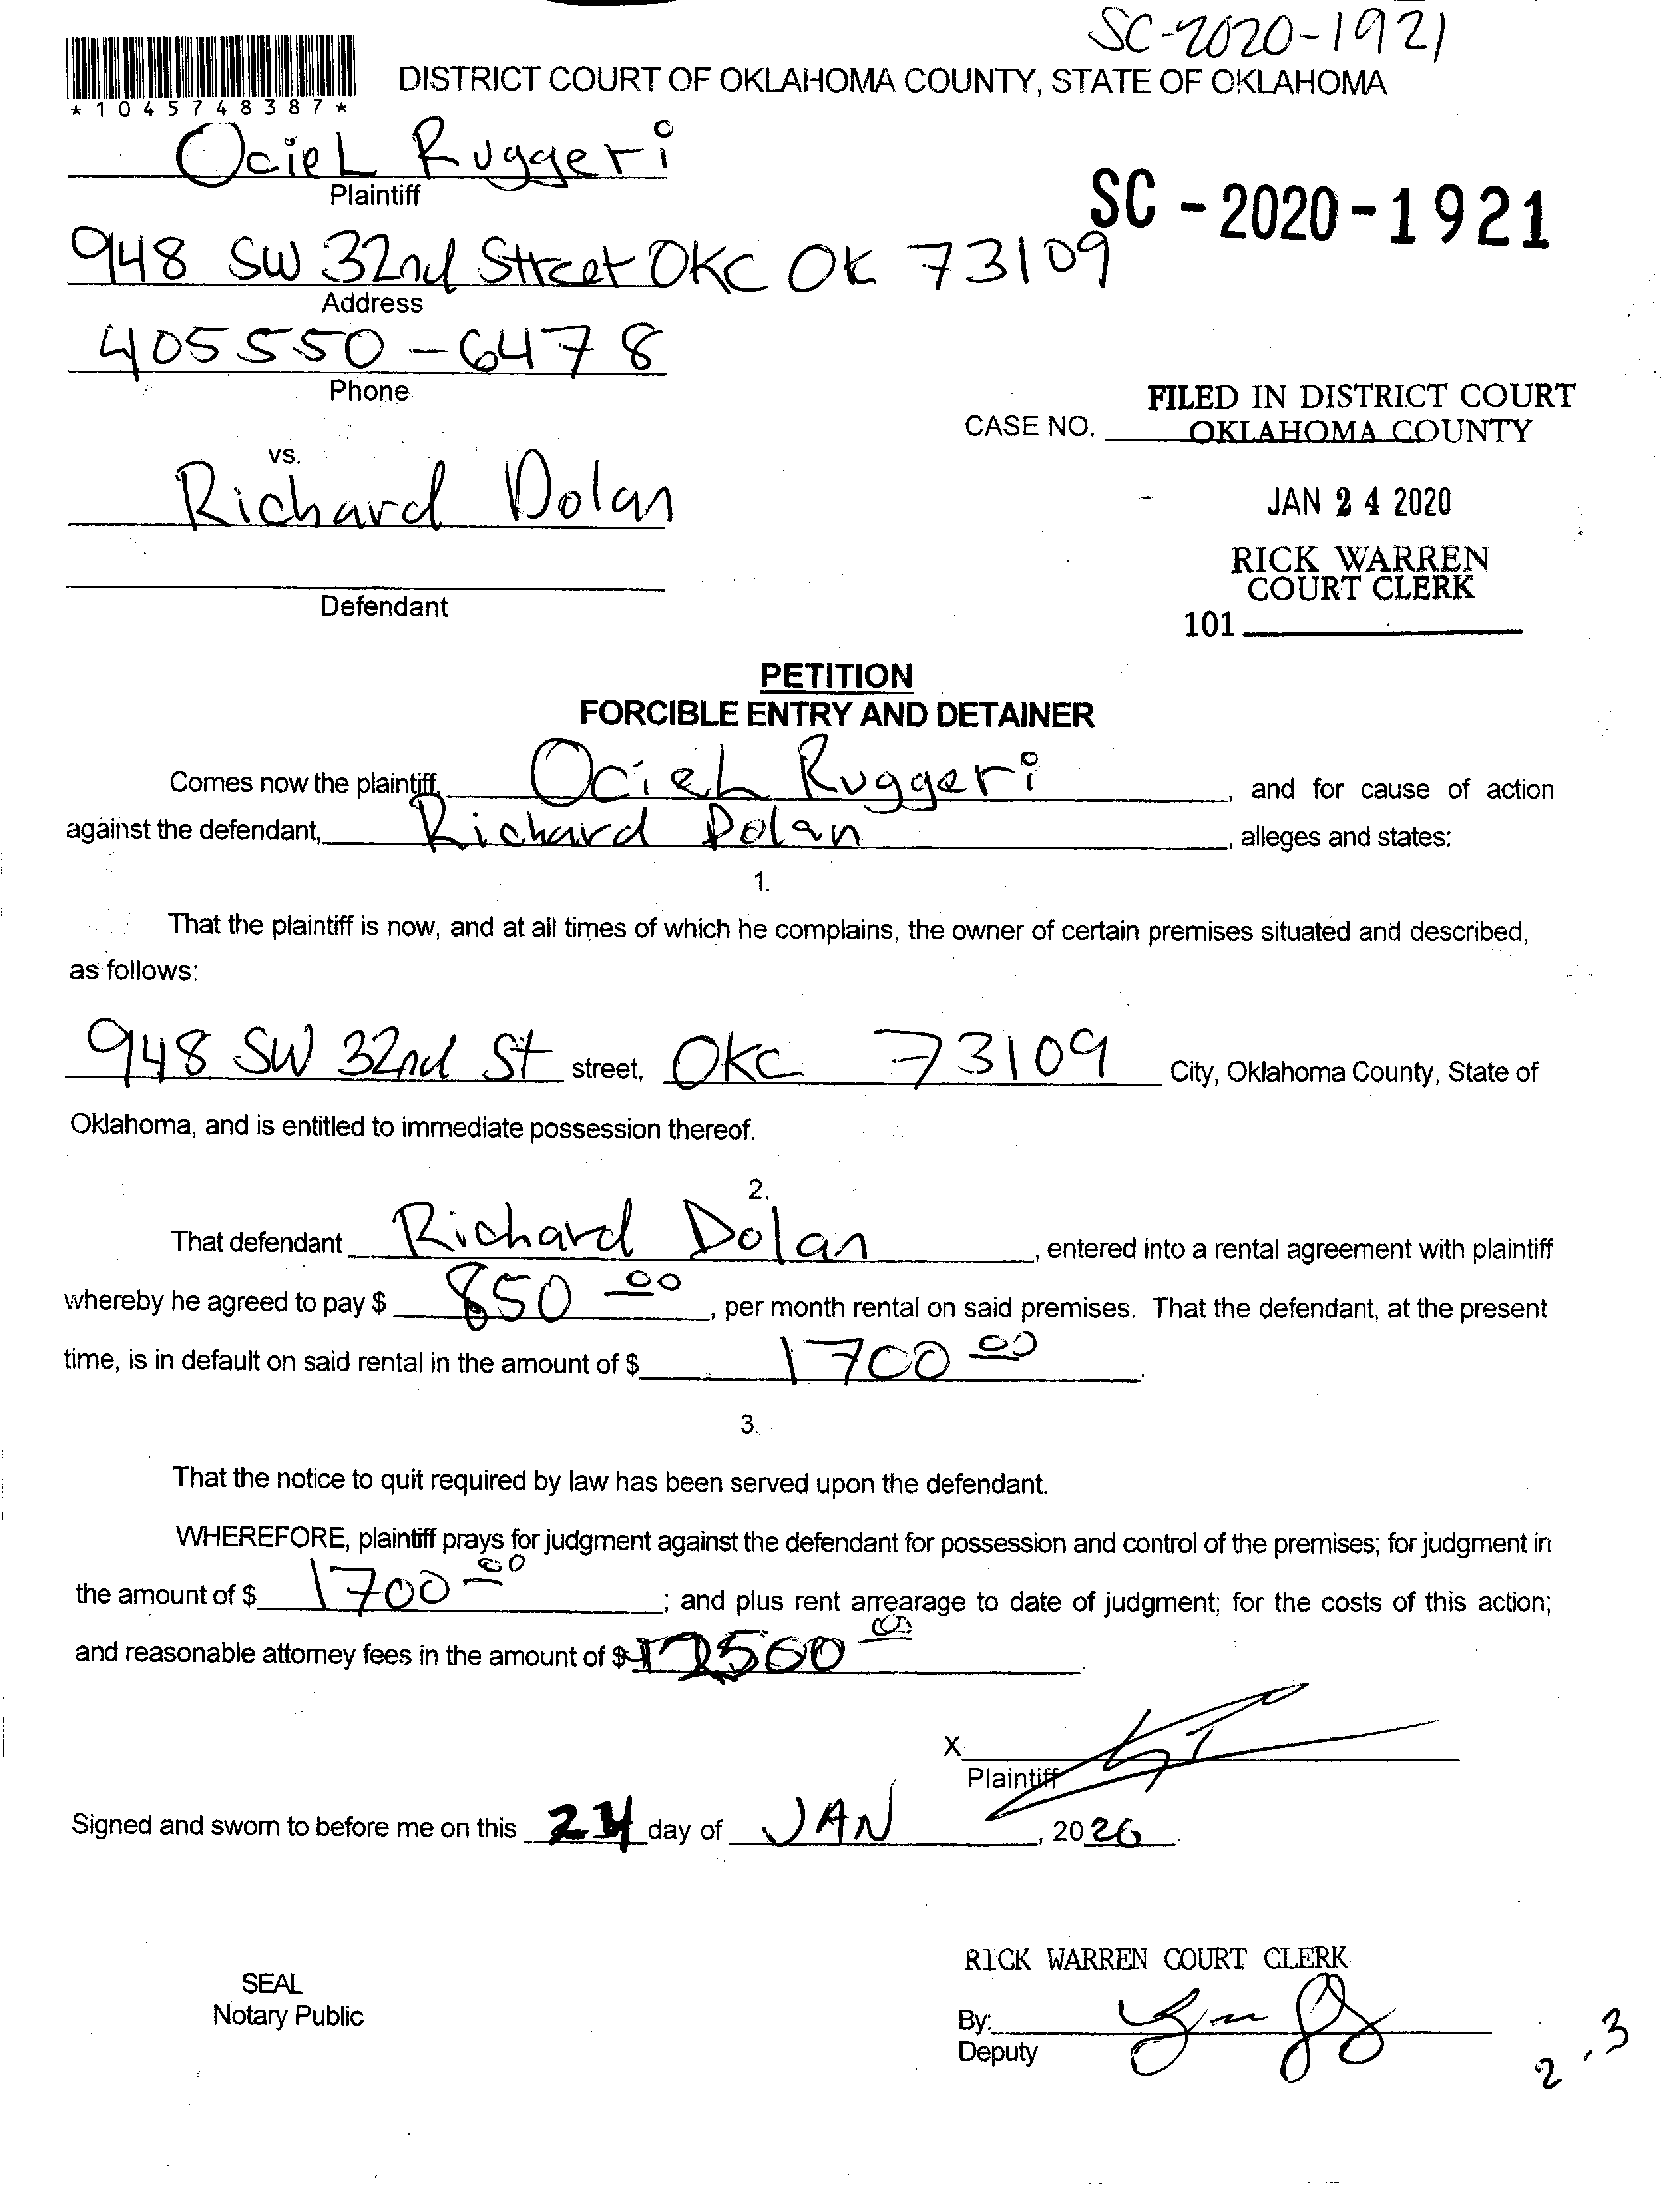 SC-2020-1921
DISTRICT COURT OF OKLAHOMA COUNTY, STATE OF OKLAHOMA
*1045748387*
Ociel Ruggeri
Plaintiff
SC-2020-1921
948 SW 32nd Street OKC OK 73109
Address
405 550-6478
Phone
FILED IN DISTRICT COURT
CASE NO. OKLAHOMA COUNTY
vs.
Richard Dolan
JAN 24 2020
RICK WARREN
COURT CLERK
Defendant
101
PETITION
FORCIBLE ENTRY AND DETAINER
Comes now the plaintiff, Ociel Ruggeri, and for cause of action
against the defendant, Richard Dolan, alleges and states:
1.
That the plaintiff is now, and at all times of which he complains, the owner of certain premises situated and described,
as follows:
948 SW 32nd St street, OKC 73109 City, Oklahoma County, State of
Oklahoma, and is entitled to immediate possession thereof.
2.
That defendant Richard Dolan, entered into a rental agreement with plaintiff
whereby he agreed to pay $ 850 00, per month rental on said premises. That the defendant, at the present
time, is in default on said rental in the amount of $ 1700 00.
3.
That the notice to quit required by law has been served upon the defendant.
WHEREFORE, plaintiff prays for judgment against the defendant for possession and control of the premises; for judgment in
the amount of $ 1700 00; and plus rent arrearage to date of judgment; for the costs of this action;
and reasonable attorney fees in the amount of $
X
Plaintiff
Signed and sworn to before me on this 24 day of JAN, 2020.
RICK WARREN COURT CLERK
SEAL
Notary Public
By:
Deputy
2.3